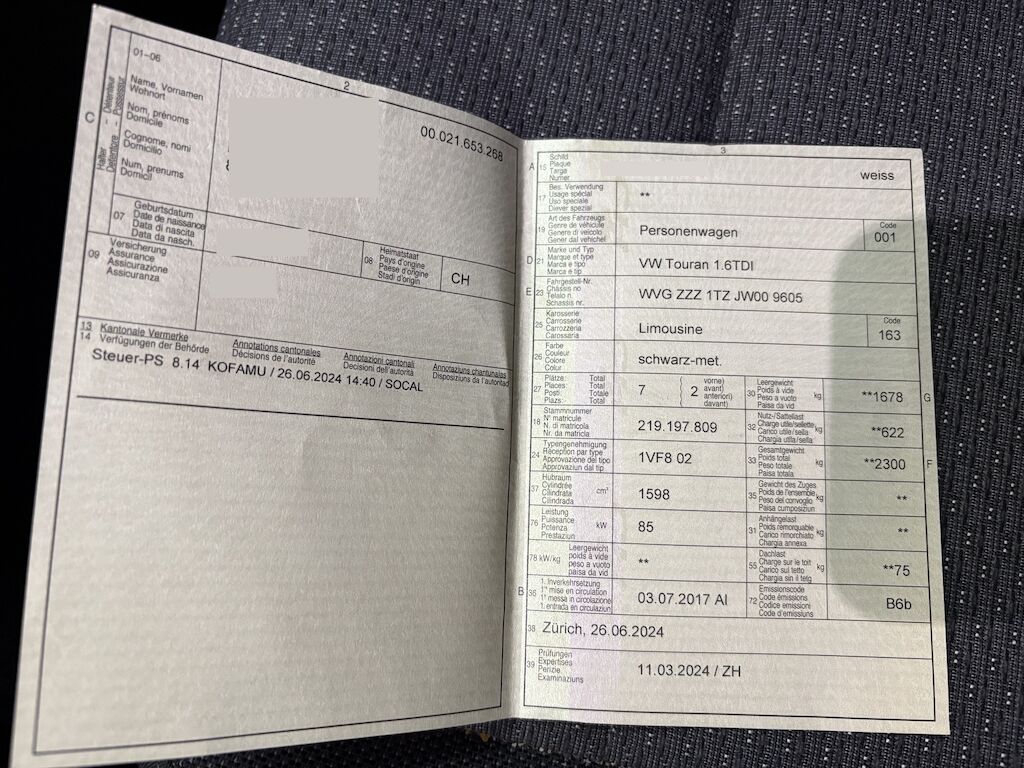 2
01–06
Name, Vornamen
Wohnort
Nom, prénoms
Domicile
Cognome, nomi
Domicilio
Num, prenums
Domicil
C
Halter - Détenteur
Detentore - Possessur
00.021.653.268
07
Geburtsdatum
Date de naissance
Data di nascita
Data da nasch.
08
Heimatstaat
Pays d'origine
Paese d'origine
Stadi d'origin
CH
09
Versicherung
Assurance
Assicurazione
Assicuranza
13 Kantonale Vermerke
14 Verfügungen der Behörde
Annotations cantonales
Décisions de l'autorité
Annotazioni cantonali
Decisioni dell'autorità
Annotaziuns chantunalas
Disposiziuns da l'autoritad
Steuer-PS 8.14 KOFAMU / 26.06.2024 14:40 / SOCAL
3
A 15
Schild
Plaque
Targa
Numer
weiss
17
Bes. Verwendung
Usage spécial
Uso speciale
Diever spezial
**
19
Art des Fahrzeugs
Genre de véhicule
Genere di veicolo
Gener dal vehichel
Personenwagen
Code
001
D 21
Marke und Typ
Marque et type
Marca e tipo
Marca e tip
VW Touran 1.6TDI
E 23
Fahrgestell-Nr.
Châssis no
Telaio n.
Schassis nr.
WVG ZZZ 1TZ JW00 9605
25
Karosserie
Carrosserie
Carrozzeria
Carossaria
Limousine
Code
163
26
Farbe
Couleur
Colore
Colur
schwarz-met.
27
Plätze: Total
Places: Total
Posti: Totale
Plazs: Total
7
2
vorne)
avant)
anteriori)
davant)
30
Leergewicht
Poids à vide
Peso a vuoto
Paisa da vid
kg
**1678
G
18
Stammnummer
N° matricule
N. di matricola
Nr. da matricla
219.197.809
32
Nutz-/Sattellast
Charge utile/sellette
Carico utile/sella
Chargia utila/sella
kg
**622
24
Typengenehmigung
Réception par type
Approvazione del tipo
Approvaziun dal tip
1VF8 02
33
Gesamtgewicht
Poids total
Peso totale
Paisa totala
kg
**2300
F
37
Hubraum
Cylindrée
Cilindrata
Cilindrada
cm³
1598
35
Gewicht des Zuges
Poids de l'ensemble
Peso del convoglio
Paisa cumposiziun
kg
**
76
Leistung
Puissance
Potenza
Prestaziun
kW
85
31
Anhängelast
Poids remorquable
Carico rimorchiato
Chargia annexa
kg
**
78 kW/kg
Leergewicht
poids à vide
peso a vuoto
paisa da vid
**
55
Dachlast
Charge sur le toit
Carico sul tetto
Chargia sin il tetg
kg
**75
B 36
1. Inverkehrsetzung
1re mise en circulation
1a messa in circolazione
1. entrada en circulaziun
03.07.2017 AI
72
Emissionscode
Code émissions
Codice emissioni
Code d'emissiuns
B6b
38
Zürich, 26.06.2024
39
Prüfungen
Expertises
Perizie
Examinaziuns
11.03.2024 / ZH